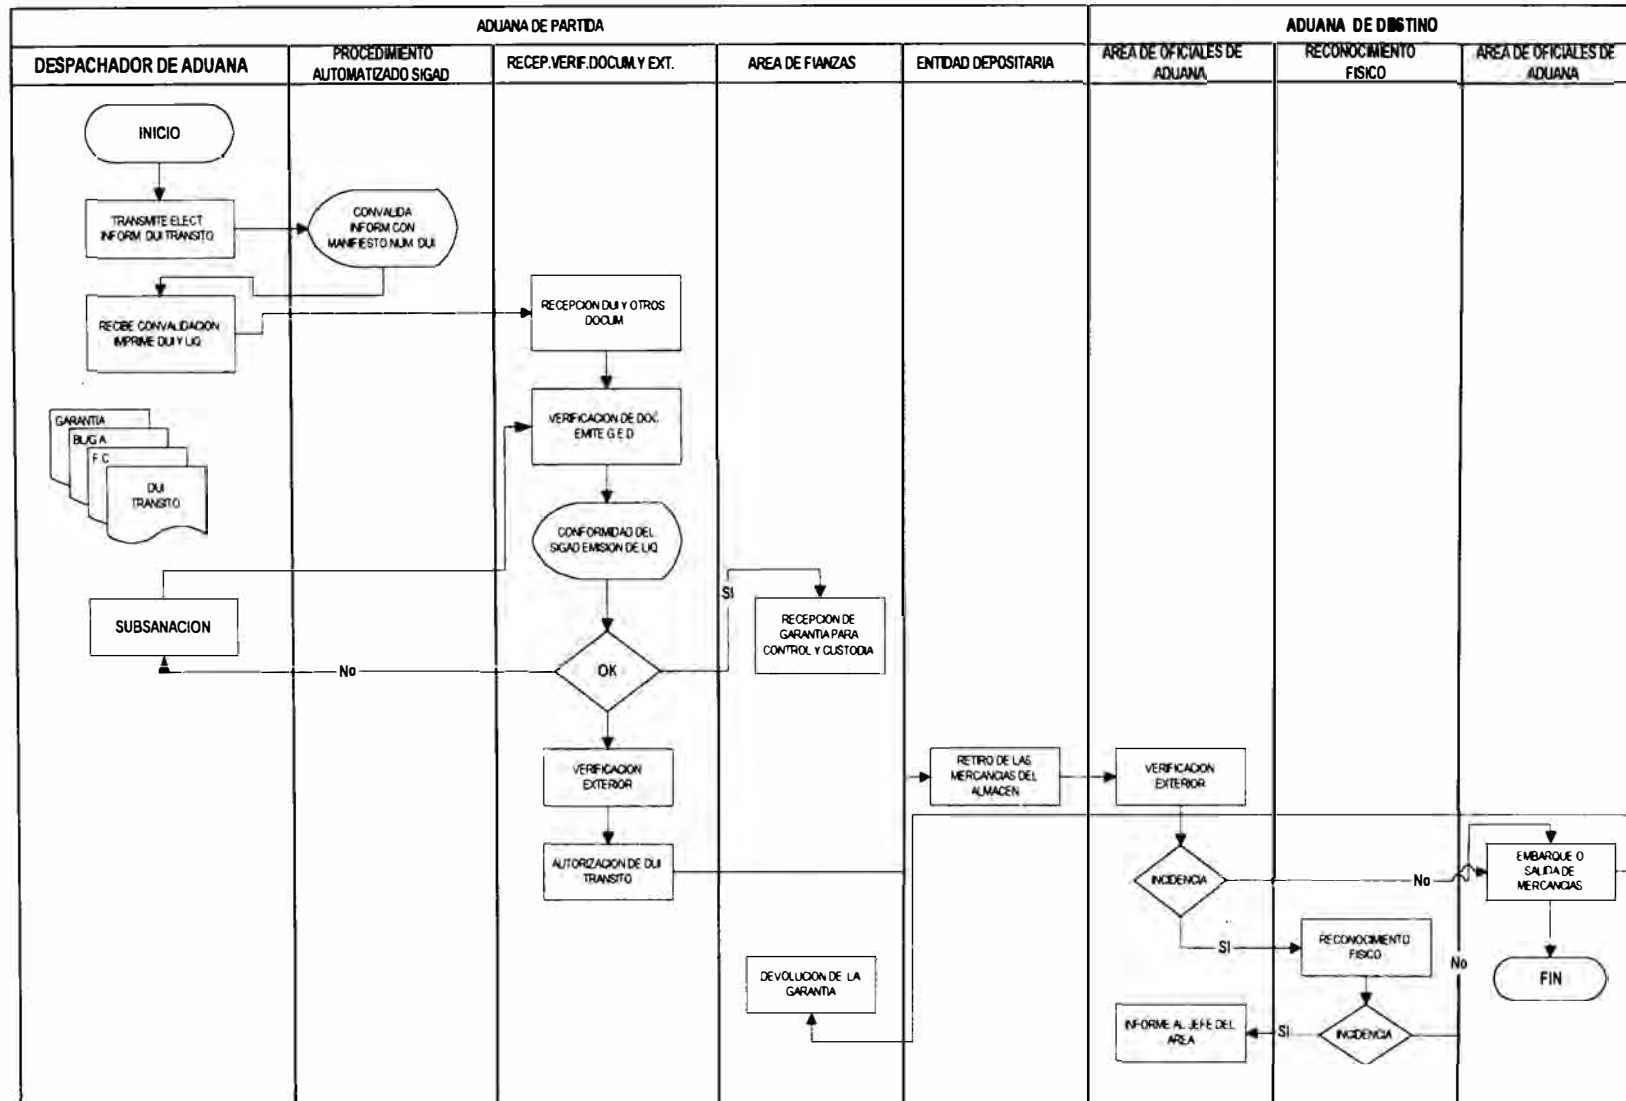 ADUANA DE PARTIDA
ADUANA DE DESTINO
DESPACHADOR DE ADUANA
PROCEDIMIENTO
AUTOMATIZADO SIGAD
RECEP.VERIF.DOCUM.Y EXT.
AREA DE FIANZAS
ENTIDAD DEPOSITARIA
AREA DE OFICIALES DE
ADUANA
RECONOCIMIENTO
FISICO
AREA DE OFICIALES DE
ADUANA
INICIO
TRANSMITE ELECT
INFORM DUI TRANSITO
CONVALIDA
INFORM CON
MANIFIESTO.NUM DUI
RECIBE CONVALIDACION
IMPRIME DUI Y LIQ
RECEPCION DUI Y OTROS
DOCUM
GARANTIA
F.C
DUI
TRANSITO
VERIFICACION DE DOC.
EMITE G E D
CONFORMIDAD DEL
SIGAD EMISION DE LIQ
SI
SUBSANACION
RECEPCION DE
GARANTIA PARA
CONTROL Y CUSTODIA
No
OK
VERIFICACION
EXTERIOR
RETIRO DE LAS
MERCANCIAS DEL
ALMACEN
VERIFICACION
EXTERIOR
AUTORIZACION DE DUI
TRANSITO
INCIDENCIA
No
EMBARQUE O
SALIDA DE
MERCANCIAS
SI
RECONOCIMIENTO
FISICO
No
FIN
DEVOLUCION DE LA
GARANTIA
INFORME AL JEFE DEL
AREA
SI
INCIDENCIA